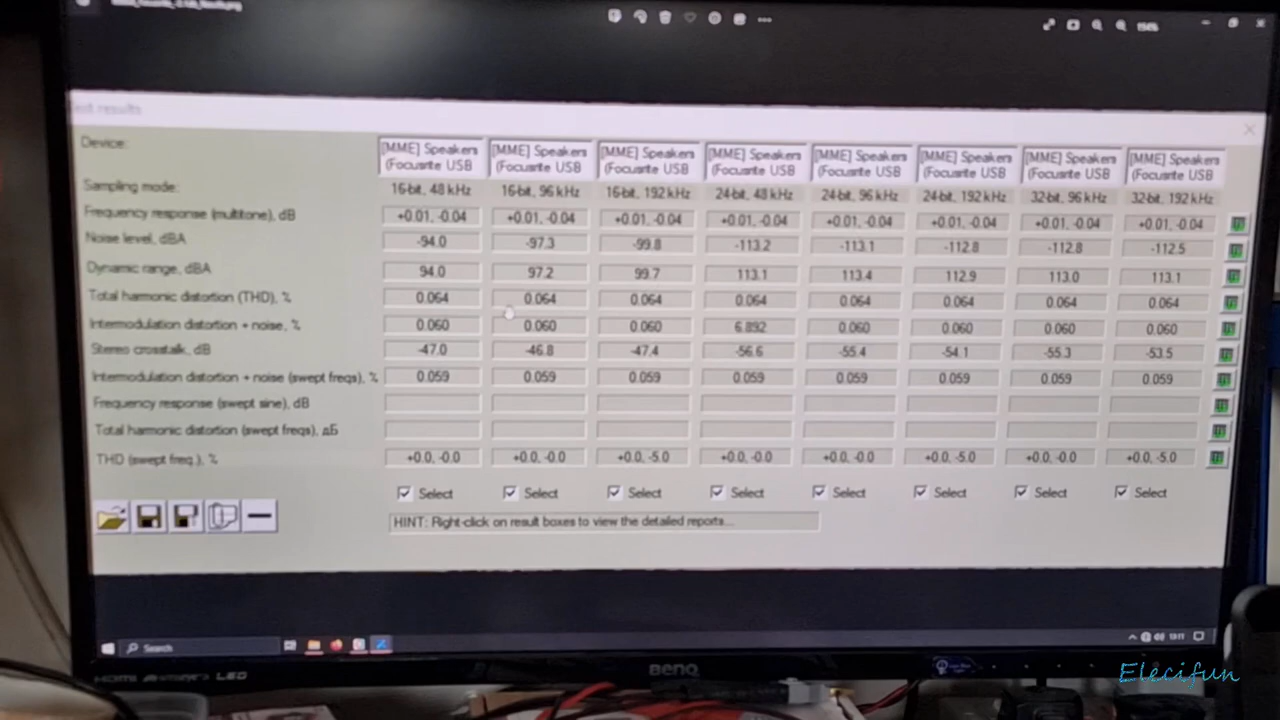 Test results
Device:
[MME] Speakers (Focusrite USB [MME] Speakers (Focusrite USB [MME] Speakers (Focusrite USB [MME] Speakers (Focusrite USB [MME] Speakers (Focusrite USB [MME] Speakers (Focusrite USB [MME] Speakers (Focusrite USB [MME] Speakers (Focusrite USB
Sampling mode: 16-bit, 48 kHz 16-bit, 96 kHz 16-bit, 192 kHz 24-bit, 48 kHz 24-bit, 96 kHz 24-bit, 192 kHz 32-bit, 96 kHz 32-bit, 192 kHz
Frequency response (multitone), dB +0.01, -0.04 +0.01, -0.04 +0.01, -0.04 +0.01, -0.04 +0.01, -0.04 +0.01, -0.04 +0.01, -0.04 +0.01, -0.04
Noise level, dBA -94.0 -97.3 -99.8 -113.2 -113.1 -112.8 -112.8 -112.5
Dynamic range, dBA 94.0 97.2 99.7 113.1 113.4 112.9 113.0 113.1
Total harmonic distortion (THD), % 0.064 0.064 0.064 0.064 0.064 0.064 0.064 0.064
Intermodulation distortion + noise, % 0.060 0.060 0.060 6.892 0.060 0.060 0.060 0.060
Stereo crosstalk, dB -47.0 -46.8 -47.4 -56.6 -55.4 -54.1 -55.3 -53.5
Intermodulation distortion + noise (swept freqs), % 0.059 0.059 0.059 0.059 0.059 0.059 0.059 0.059
Frequency response (swept sine), dB
Total harmonic distortion (swept freqs), дБ
THD (swept freq.), % +0.0, -0.0 +0.0, -0.0 +0.0, -5.0 +0.0, -0.0 +0.0, -0.0 +0.0, -5.0 +0.0, -0.0 +0.0, -5.0
Select Select Select Select Select Select Select Select
HINT: Right-click on result boxes to view the detailed reports...
Search
13:11
HDMI
LED
BenQ
Elecifun